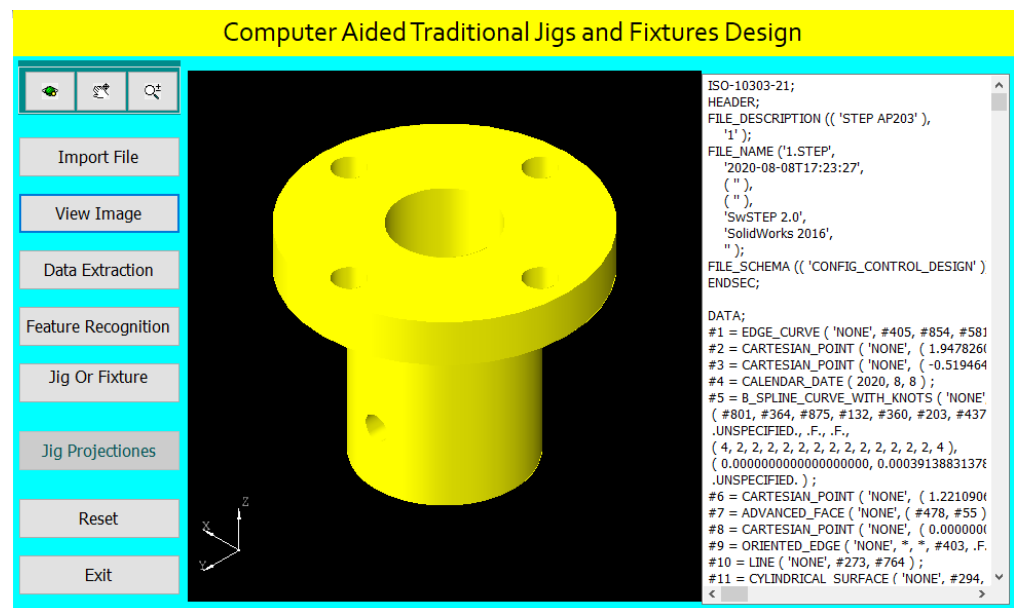 Computer Aided Traditional Jigs and Fixtures Design
Import File
View Image
Data Extraction
Feature Recognition
Jig Or Fixture
Jig Projectiones
Reset
Exit
Z
X
Y
ISO-10303-21;
HEADER;
FILE_DESCRIPTION (( 'STEP AP203' ),
'1' );
FILE_NAME ('1.STEP',
'2020-08-08T17:23:27',
( '' ),
( '' ),
'SwSTEP 2.0',
'SolidWorks 2016',
'' );
FILE_SCHEMA (( 'CONFIG_CONTROL_DESIGN' )
ENDSEC;
DATA;
#1 = EDGE_CURVE ( 'NONE', #405, #854, #581
#2 = CARTESIAN_POINT ( 'NONE', ( 1.9478260
#3 = CARTESIAN_POINT ( 'NONE', ( -0.519464
#4 = CALENDAR_DATE ( 2020, 8, 8 ) ;
#5 = B_SPLINE_CURVE_WITH_KNOTS ( 'NONE',
( #801, #364, #875, #132, #360, #203, #437
.UNSPECIFIED., .F., .F.,
( 4, 2, 2, 2, 2, 2, 2, 2, 2, 2, 2, 2, 2, 2, 4 ),
( 0.0000000000000000000, 0.00039138831378
.UNSPECIFIED. ) ;
#6 = CARTESIAN_POINT ( 'NONE', ( 1.2210906
#7 = ADVANCED_FACE ( 'NONE', ( #478, #55 )
#8 = CARTESIAN_POINT ( 'NONE', ( 0.0000000
#9 = ORIENTED_EDGE ( 'NONE', *, *, #403, .F.
#10 = LINE ( 'NONE', #273, #764 ) ;
#11 = CYLINDRICAL_SURFACE ( 'NONE', #294,